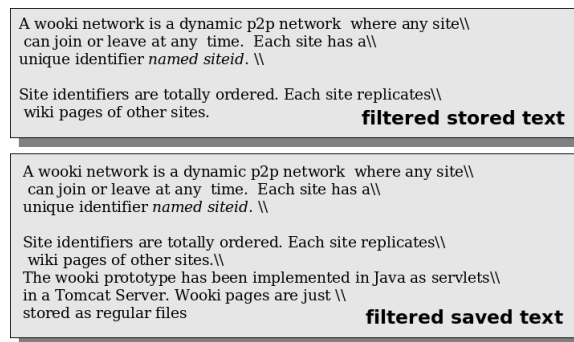 A wooki network is a dynamic p2p network  where any site\\
can join or leave at any  time.  Each site has a\\
unique identifier named siteid. \\
Site identifiers are totally ordered. Each site replicates\\
wiki pages of other sites.
filtered stored text
A wooki network is a dynamic p2p network  where any site\\
can join or leave at any  time.  Each site has a\\
unique identifier named siteid. \\
Site identifiers are totally ordered. Each site replicates\\
wiki pages of other sites.\\
The wooki prototype has been implemented in Java as servlets\\
in a Tomcat Server. Wooki pages are just \\
stored as regular files
filtered saved text